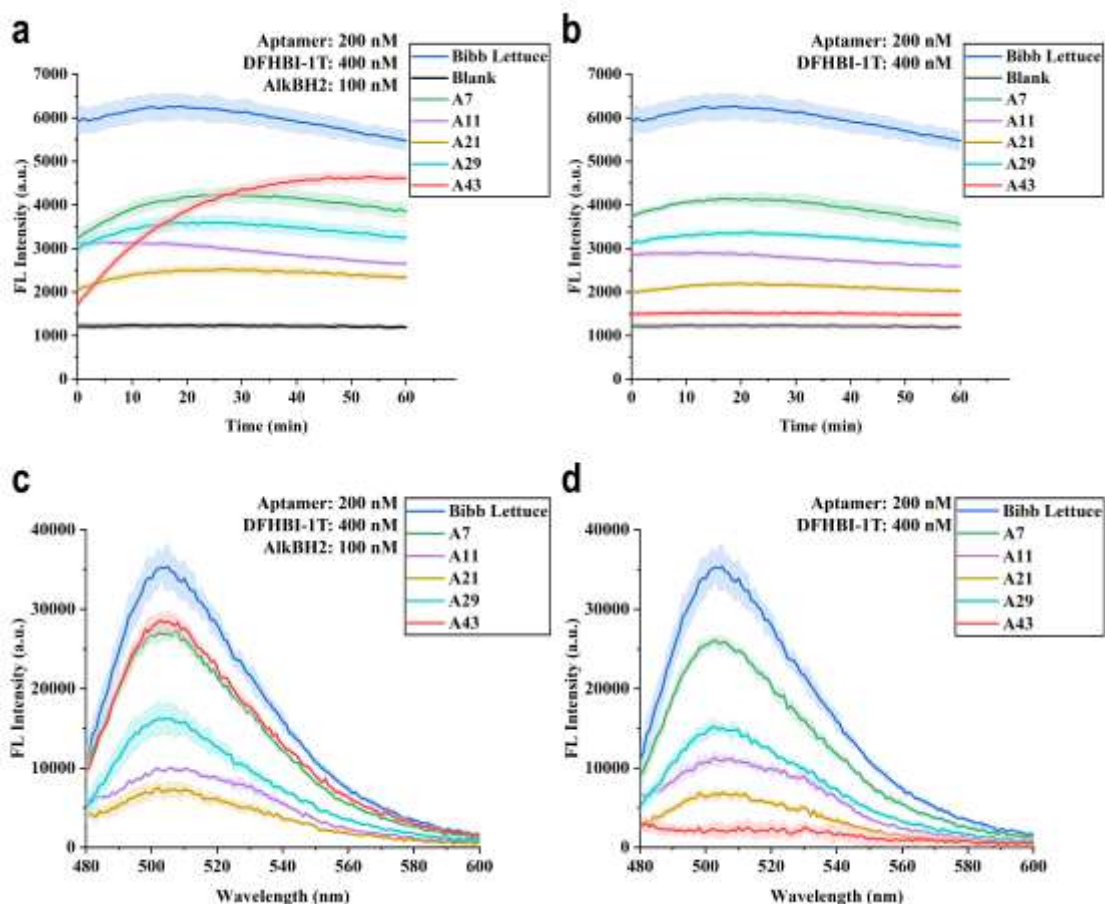 a
Aptamer: 200 nM
DFHBI-1T: 400 nM
AlkBH2: 100 nM
Bibb Lettuce
Blank
A7
A11
A21
A29
A43
7000
6000
5000
4000
3000
2000
1000
0
FL Intensity (a.u.)
0 10 20 30 40 50 60
Time (min)
b
Aptamer: 200 nM
DFHBI-1T: 400 nM
Bibb Lettuce
Blank
A7
A11
A21
A29
A43
7000
6000
5000
4000
3000
2000
1000
0
FL Intensity (a.u.)
0 10 20 30 40 50 60
Time (min)
c
Aptamer: 200 nM
DFHBI-1T: 400 nM
AlkBH2: 100 nM
Bibb Lettuce
A7
A11
A21
A29
A43
40000
30000
20000
10000
0
FL Intensity (a.u.)
480 500 520 540 560 580 600
Wavelength (nm)
d
Aptamer: 200 nM
DFHBI-1T: 400 nM
Bibb Lettuce
A7
A11
A21
A29
A43
40000
30000
20000
10000
0
FL Intensity (a.u.)
480 500 520 540 560 580 600
Wavelength (nm)